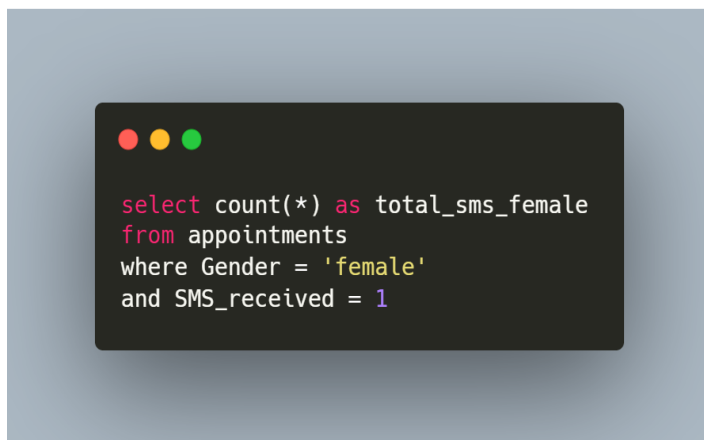 select count(*) as total_sms_female
from appointments
where Gender = 'female'
and SMS_received = 1